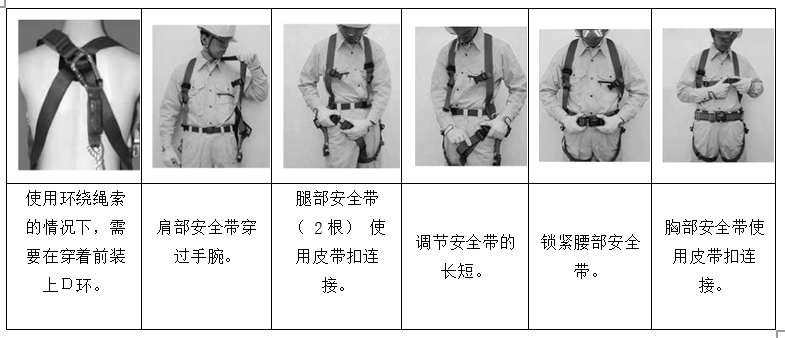 使用环绕绳索
的情况下，需
要在穿着前装
上D环。
肩部安全带穿
过手腕。
腿部安全带
（ 2根） 使
用皮带扣连
接。
调节安全带的
长短。
锁紧腰部安全
带。
胸部安全带使
用皮带扣连
接。